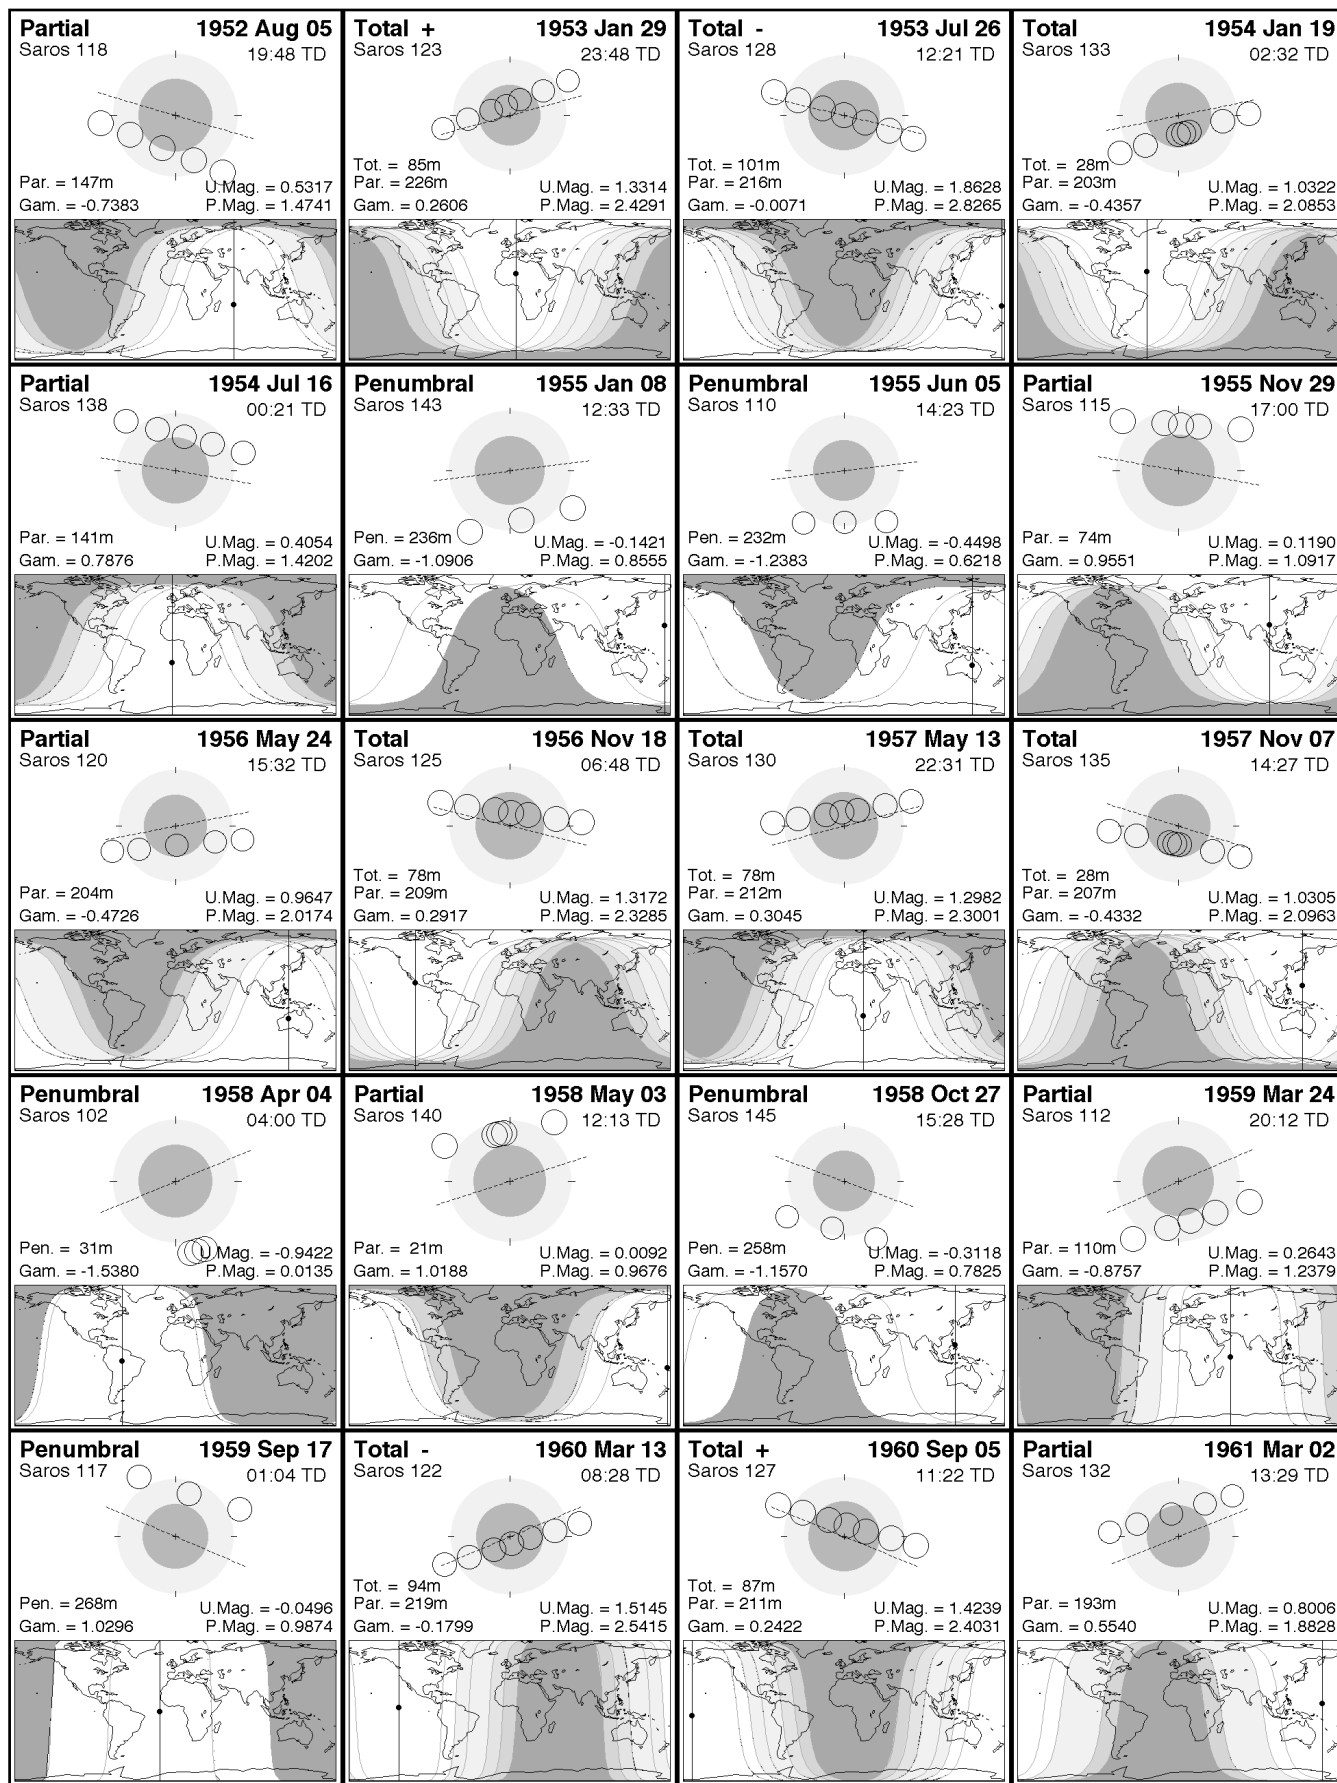 Partial 1952 Aug 05
Saros 118 19:48 TD
Par. = 147m U.Mag. = 0.5317
Gam. = -0.7383 P.Mag. = 1.4741
Total + 1953 Jan 29
Saros 123 23:48 TD
Tot. = 85m
Par. = 226m U.Mag. = 1.3314
Gam. = 0.2606 P.Mag. = 2.4291
Total - 1953 Jul 26
Saros 128 12:21 TD
Tot. = 101m
Par. = 216m U.Mag. = 1.8628
Gam. = -0.0071 P.Mag. = 2.8265
Total 1954 Jan 19
Saros 133 02:32 TD
Tot. = 28m
Par. = 203m U.Mag. = 1.0322
Gam. = -0.4357 P.Mag. = 2.0853
Partial 1954 Jul 16
Saros 138 00:21 TD
Par. = 141m U.Mag. = 0.4054
Gam. = 0.7876 P.Mag. = 1.4202
Penumbral 1955 Jan 08
Saros 143 12:33 TD
Pen. = 236m U.Mag. = -0.1421
Gam. = -1.0906 P.Mag. = 0.8555
Penumbral 1955 Jun 05
Saros 110 14:23 TD
Pen. = 232m U.Mag. = -0.4498
Gam. = -1.2383 P.Mag. = 0.6218
Partial 1955 Nov 29
Saros 115 17:00 TD
Par. = 74m U.Mag. = 0.1190
Gam. = 0.9551 P.Mag. = 1.0917
Partial 1956 May 24
Saros 120 15:32 TD
Par. = 204m U.Mag. = 0.9647
Gam. = -0.4726 P.Mag. = 2.0174
Total 1956 Nov 18
Saros 125 06:48 TD
Tot. = 78m
Par. = 209m U.Mag. = 1.3172
Gam. = 0.2917 P.Mag. = 2.3285
Total 1957 May 13
Saros 130 22:31 TD
Tot. = 78m
Par. = 212m U.Mag. = 1.2982
Gam. = 0.3045 P.Mag. = 2.3001
Total 1957 Nov 07
Saros 135 14:27 TD
Tot. = 28m
Par. = 207m U.Mag. = 1.0305
Gam. = -0.4332 P.Mag. = 2.0963
Penumbral 1958 Apr 04
Saros 102 04:00 TD
Pen. = 31m U.Mag. = -0.9422
Gam. = -1.5380 P.Mag. = 0.0135
Partial 1958 May 03
Saros 140 12:13 TD
Par. = 21m U.Mag. = 0.0092
Gam. = 1.0188 P.Mag. = 0.9676
Penumbral 1958 Oct 27
Saros 145 15:28 TD
Pen. = 258m U.Mag. = -0.3118
Gam. = -1.1570 P.Mag. = 0.7825
Partial 1959 Mar 24
Saros 112 20:12 TD
Par. = 110m U.Mag. = 0.2643
Gam. = -0.8757 P.Mag. = 1.2379
Penumbral 1959 Sep 17
Saros 117 01:04 TD
Pen. = 268m U.Mag. = -0.0496
Gam. = 1.0296 P.Mag. = 0.9874
Total - 1960 Mar 13
Saros 122 08:28 TD
Tot. = 94m
Par. = 219m U.Mag. = 1.5145
Gam. = -0.1799 P.Mag. = 2.5415
Total + 1960 Sep 05
Saros 127 11:22 TD
Tot. = 87m
Par. = 211m U.Mag. = 1.4239
Gam. = 0.2422 P.Mag. = 2.4031
Partial 1961 Mar 02
Saros 132 13:29 TD
Par. = 193m U.Mag. = 0.8006
Gam. = 0.5540 P.Mag. = 1.8828